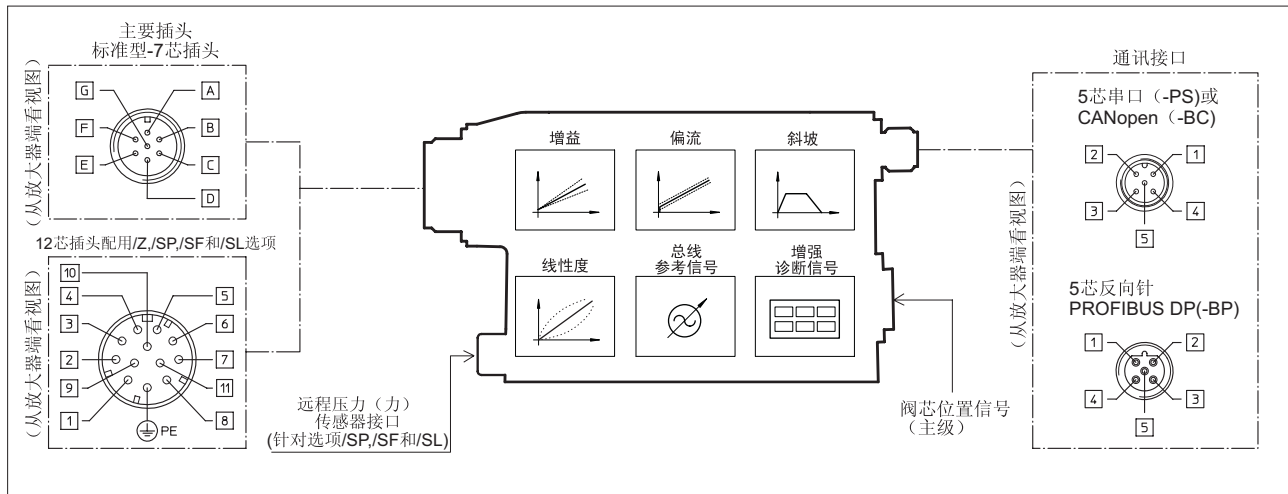 主要插头
标准型-7芯插头
(从放大器端看视图)
G
A
F
B
E
C
D
12芯插头配用/Z,/SP,/SF和/SL选项
(从放大器端看视图)
10
4
5
3
6
2
7
9
11
1
8
PE
增益
偏流
斜坡
线性度
总线
参考信号
增强
诊断信号
远程压力（力）
传感器接口
(针对选项/SP,/SF和/SL)
阀芯位置信号
（主级）
通讯接口
(从放大器端看视图)
5芯串口（-PS)或
CANopen（-BC)
2
1
3
4
5
5芯反向针
PROFIBUS DP(-BP)
1
2
4
3
5